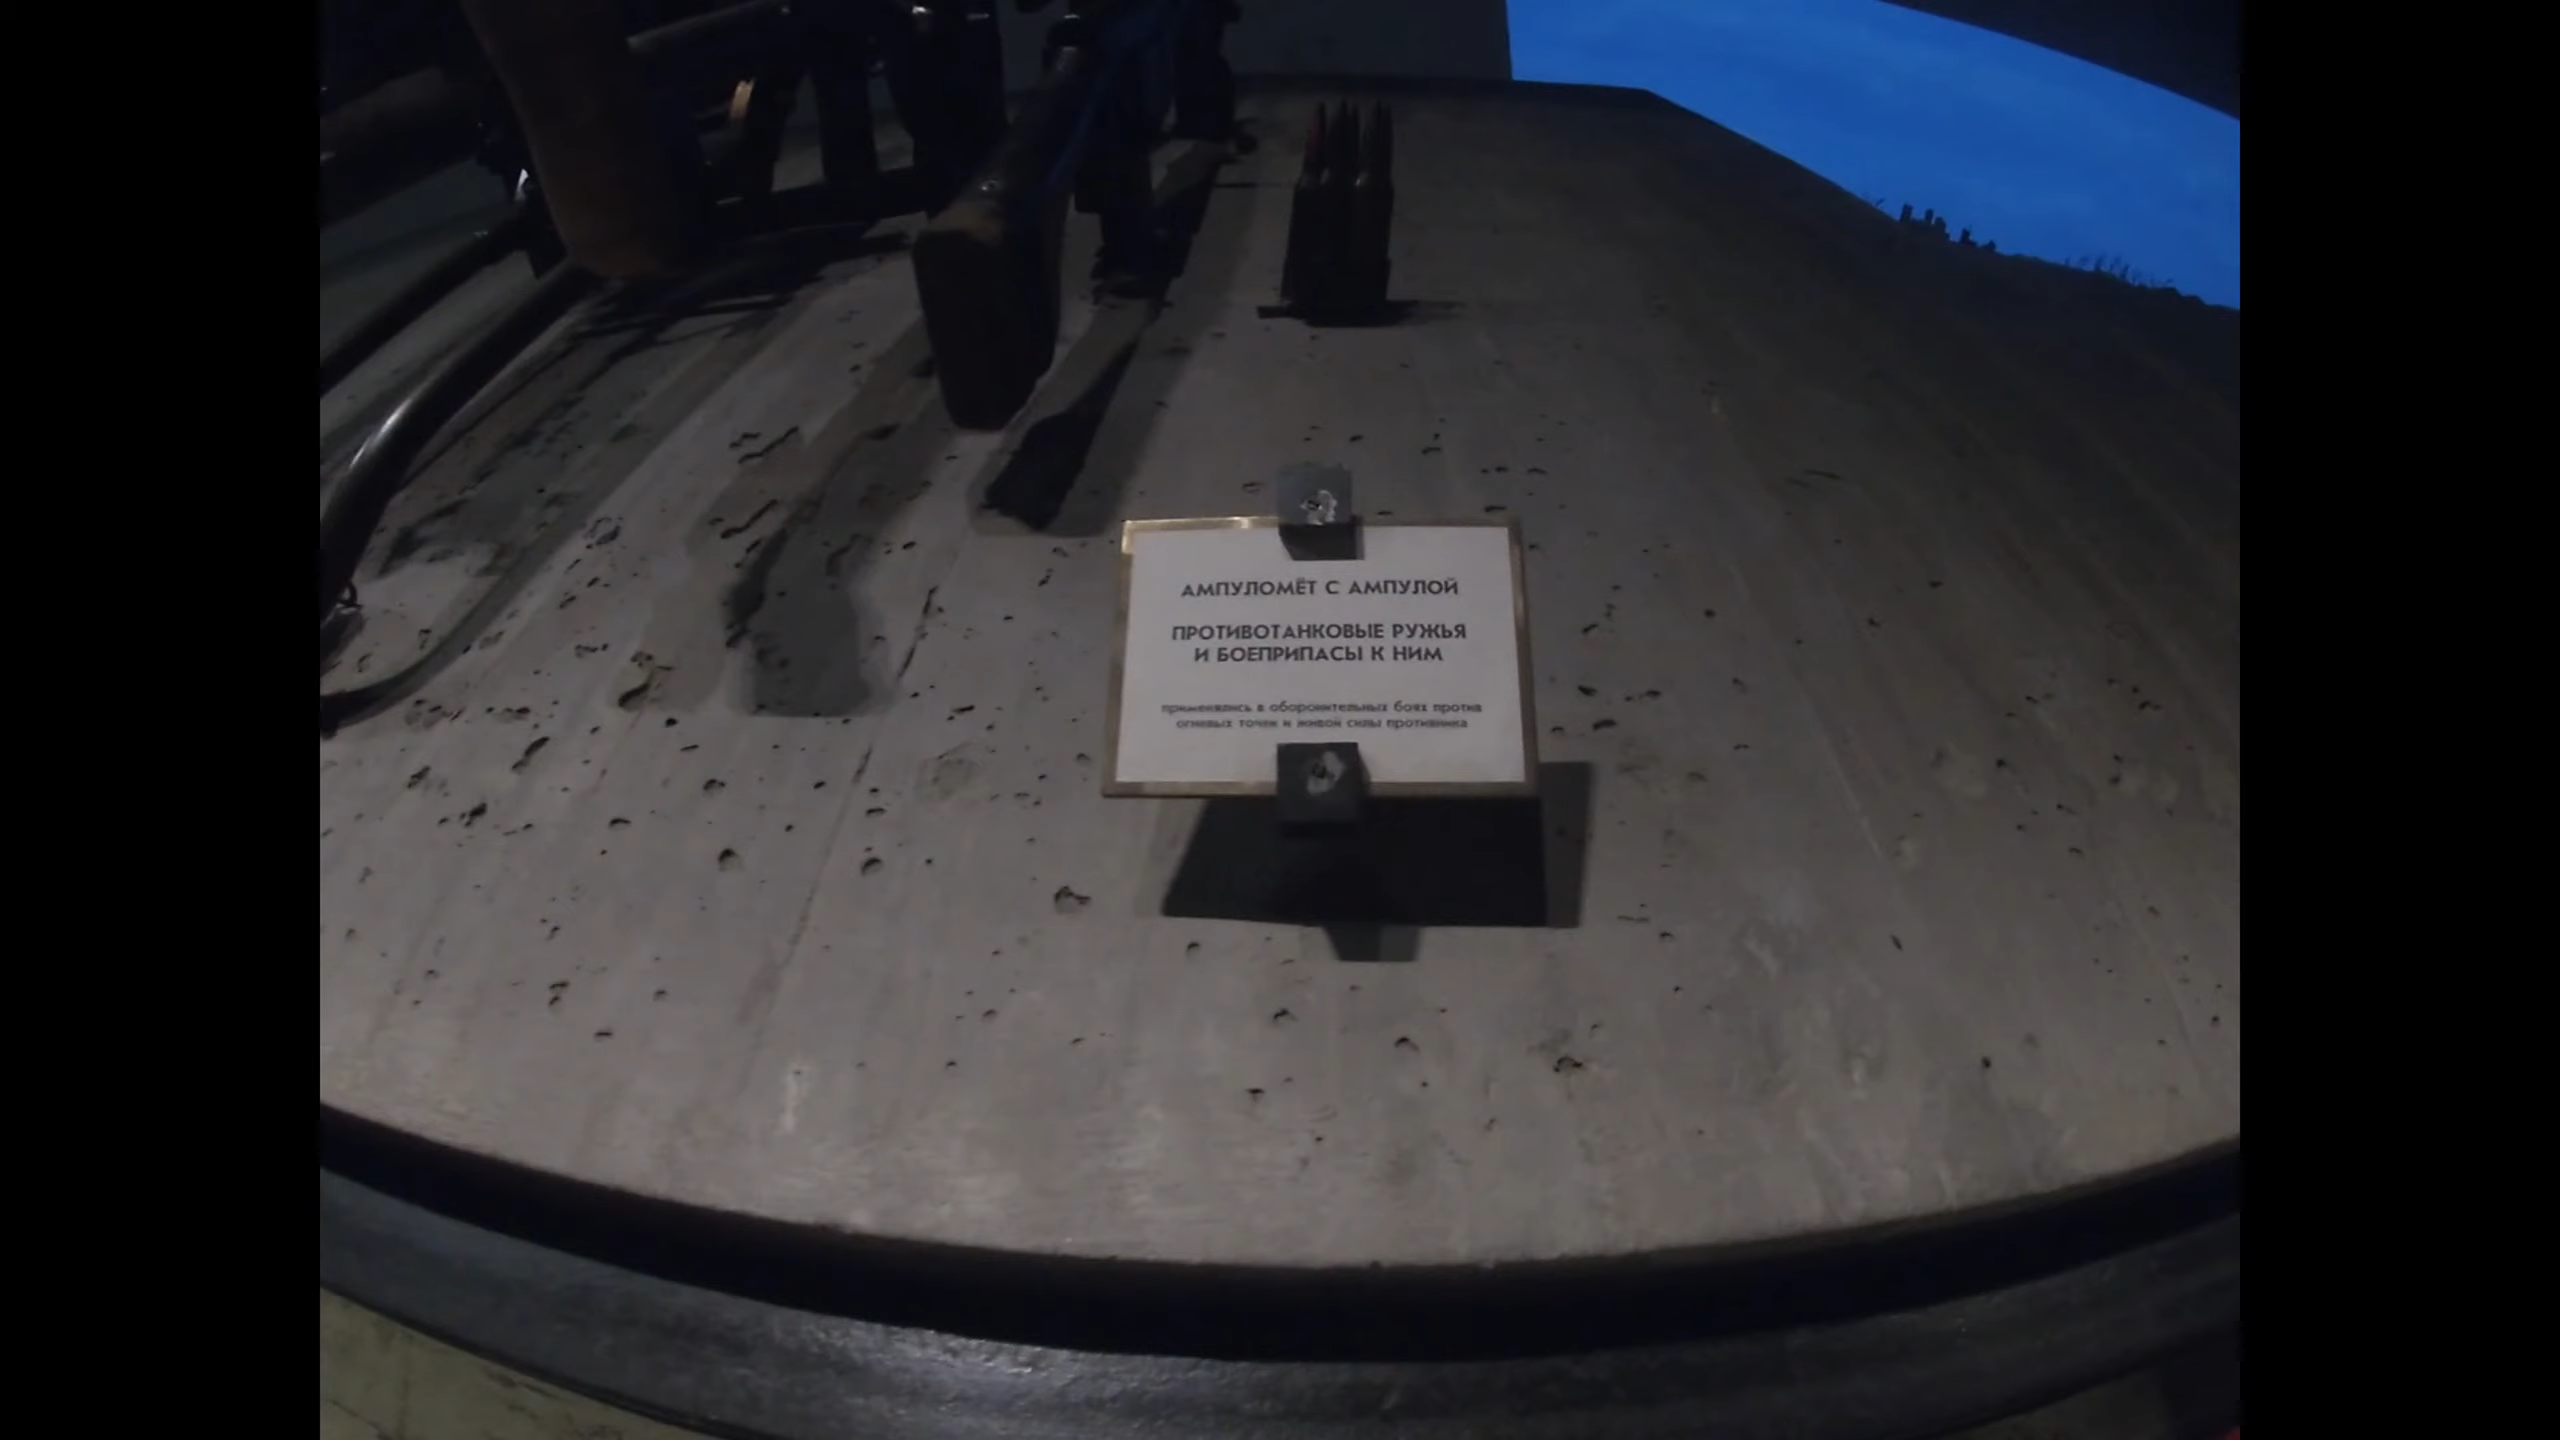 АМПУЛОМЁТ С АМПУЛОЙ
ПРОТИВОТАНКОВЫЕ РУЖЬЯ
И БОЕПРИПАСЫ К НИМ
применялись в оборонительных боях против
огневых точек и живой силы противника